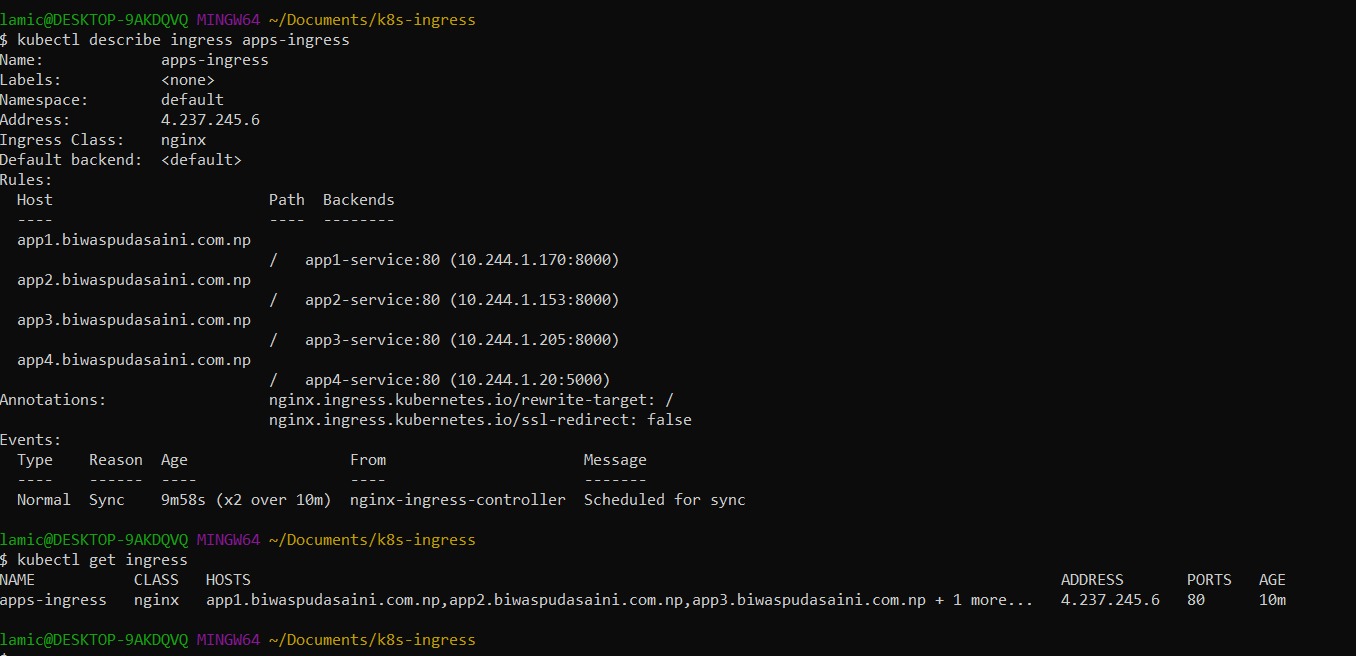 lamic@DESKTOP-9AKDQVQ MINGW64 ~/Documents/k8s-ingress
$ kubectl describe ingress apps-ingress
Name:             apps-ingress
Labels:           <none>
Namespace:        default
Address:          4.237.245.6
Ingress Class:    nginx
Default backend:  <default>
Rules:
  Host                        Path  Backends
  ----                        ----  --------
  app1.biwaspudasaini.com.np
                              /   app1-service:80 (10.244.1.170:8000)
  app2.biwaspudasaini.com.np
                              /   app2-service:80 (10.244.1.153:8000)
  app3.biwaspudasaini.com.np
                              /   app3-service:80 (10.244.1.205:8000)
  app4.biwaspudasaini.com.np
                              /   app4-service:80 (10.244.1.20:5000)
Annotations:                  nginx.ingress.kubernetes.io/rewrite-target: /
                              nginx.ingress.kubernetes.io/ssl-redirect: false
Events:
  Type    Reason  Age                  From                      Message
  ----    ------  ----                 ----                      -------
  Normal  Sync    9m58s (x2 over 10m)  nginx-ingress-controller  Scheduled for sync

lamic@DESKTOP-9AKDQVQ MINGW64 ~/Documents/k8s-ingress
$ kubectl get ingress
NAME           CLASS   HOSTS                                                                                          ADDRESS       PORTS   AGE
apps-ingress   nginx   app1.biwaspudasaini.com.np,app2.biwaspudasaini.com.np,app3.biwaspudasaini.com.np + 1 more...   4.237.245.6   80      10m

lamic@DESKTOP-9AKDQVQ MINGW64 ~/Documents/k8s-ingress